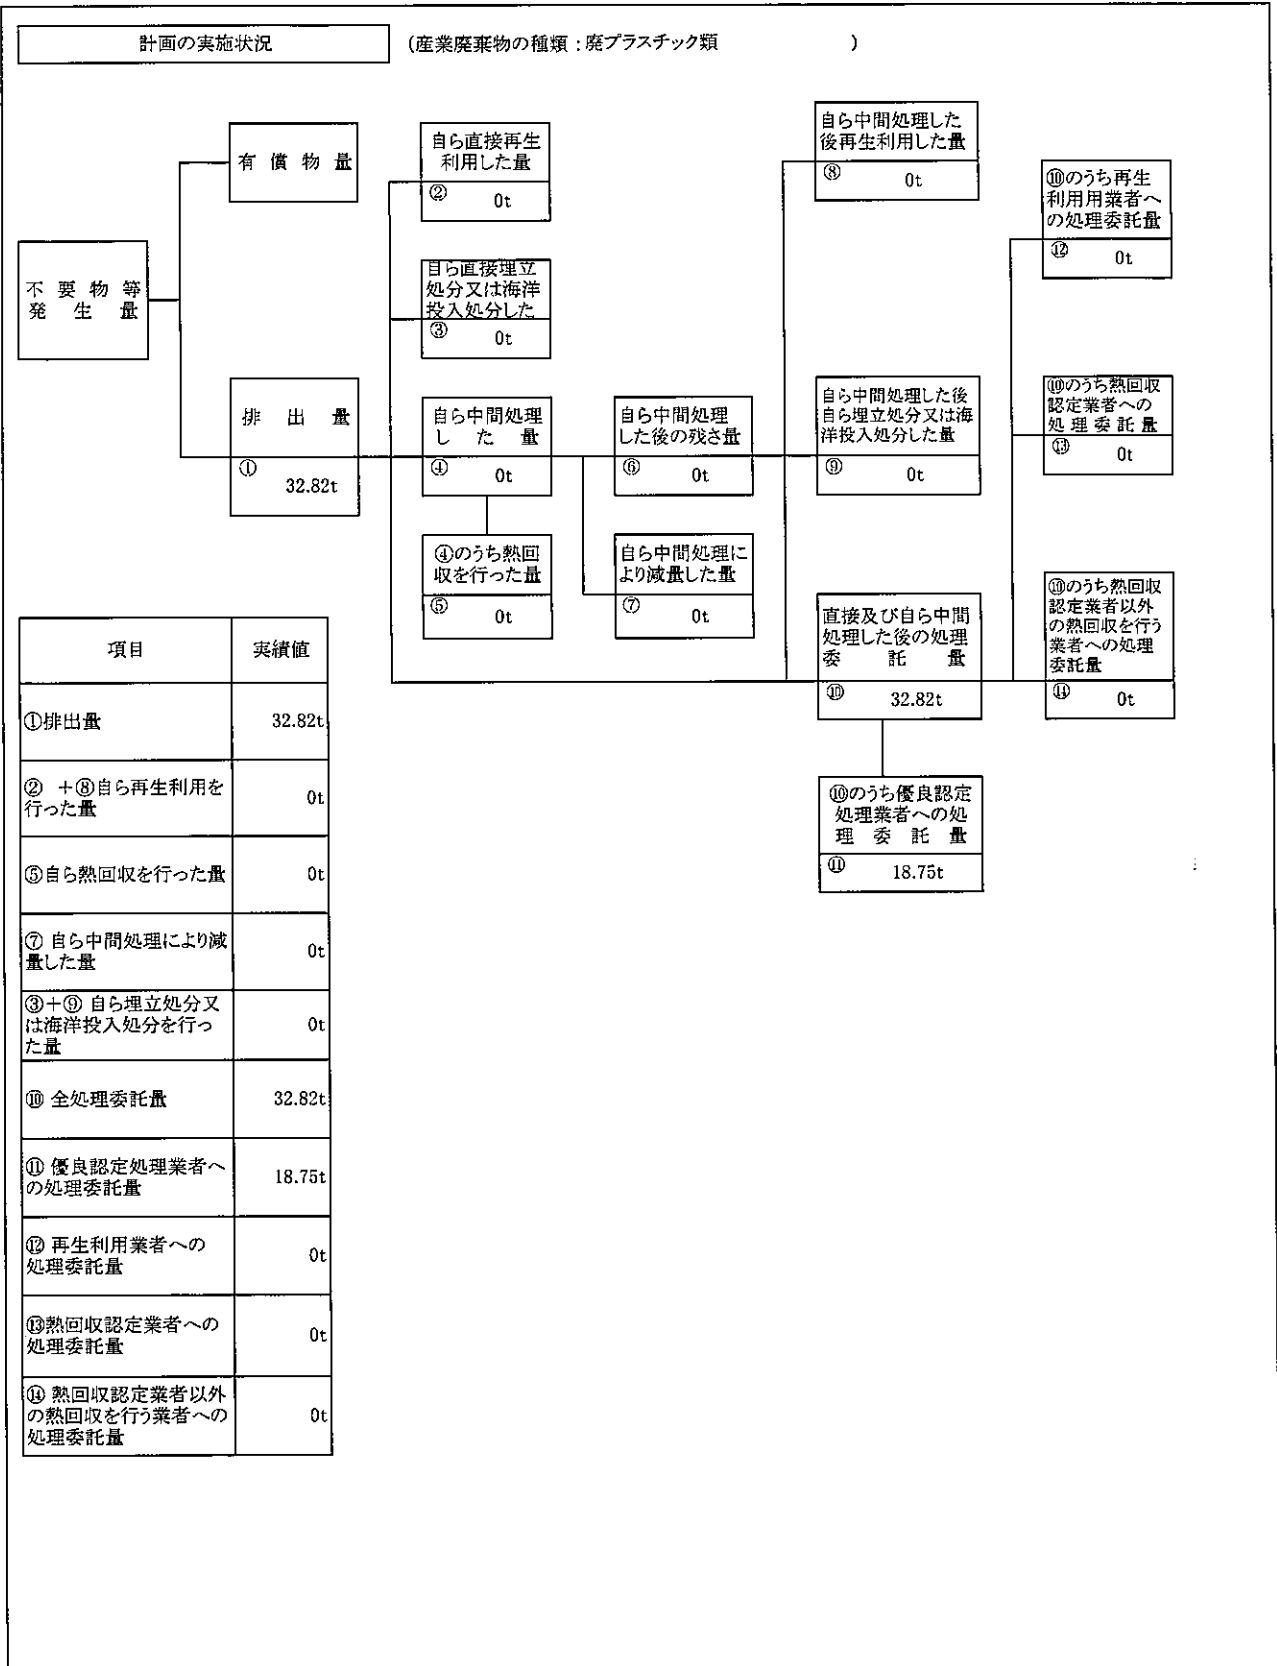 計画の実施状況
(産業廃棄物の種類：廃プラスチック類 )
不要物等
発生量
有償物量
排出量
①
32.82t
自ら直接再生
利用した量
②
0t
自ら直接埋立
処分又は海洋
投入処分した
③
0t
自ら中間処理
した量
④
0t
④のうち熱回
収を行った量
⑤
0t
自ら中間処理
した後の残さ量
⑥
0t
自ら中間処理に
より減量した量
⑦
0t
自ら中間処理した
後再生利用した量
⑧
0t
自ら中間処理した後
自ら埋立処分又は海
洋投入処分した量
⑨
0t
直接及び自ら中間
処理した後の処理
委託量
⑩
32.82t
⑩のうち優良認定
処理業者への処
理委託量
⑪
18.75t
⑩のうち再生
利用用業者へ
の処理委託量
⑫
0t
⑩のうち熱回収
認定業者への
処理委託量
⑬
0t
⑩のうち熱回収
認定業者以外
の熱回収を行う
業者への処理
委託量
⑭
0t
項目 実績値
①排出量 32.82t
② +⑧自ら再生利用を
行った量 0t
⑤自ら熱回収を行った量 0t
⑦ 自ら中間処理により減
量した量 0t
③+⑨ 自ら埋立処分又
は海洋投入処分を行っ
た量 0t
⑩ 全処理委託量 32.82t
⑪ 優良認定処理業者へ
の処理委託量 18.75t
⑫ 再生利用業者への
処理委託量 0t
⑬熱回収認定業者への
処理委託量 0t
⑭ 熱回収認定業者以外
の熱回収を行う業者への
処理委託量 0t